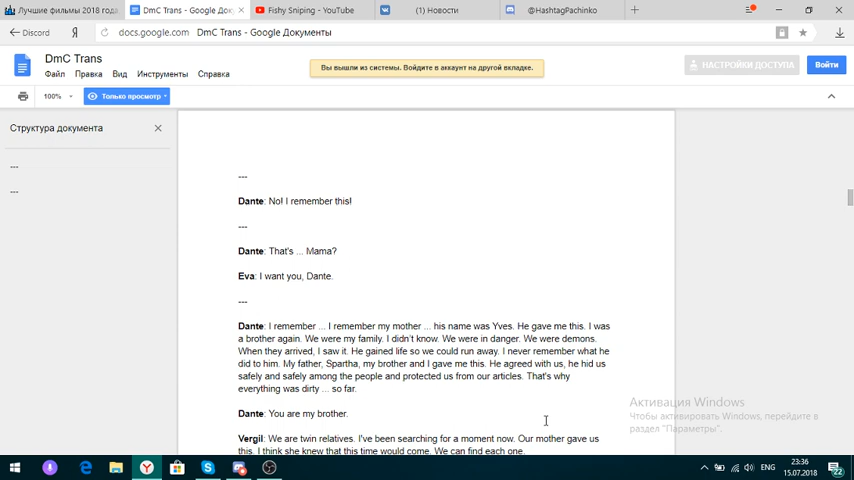 Лучшие фильмы 2018 года.
DmC Trans - Google Доку
Fishy Sniping - YouTube
(1) Новости
@HashtagPachinko
Discord
docs.google.com DmC Trans - Google Документы
DmC Trans
Файл Правка Вид Инструменты Справка
Вы вышли из системы. Войдите в аккаунт на другой вкладке.
НАСТРОЙКИ ДОСТУПА
Войти
100%
Только просмотр
Структура документа
---
---
---
Dante: No! I remember this!
---
Dante: That's ... Mama?
Eva: I want you, Dante.
---
Dante: I remember ... I remember my mother ... his name was Yves. He gave me this. I was
a brother again. We were my family. I didn't know. We were in danger. We were demons.
When they arrived, I saw it. He gained life so we could run away. I never remember what he
did to him. My father, Spartha, my brother and I gave me this. He agreed with us, he hid us
safely and safely among the people and protected us from our articles. That's why
everything was dirty ... so far.
Dante: You are my brother.
Vergil: We are twin relatives. I've been searching for a moment now. Our mother gave us
this. I think she knew that this time would come. We can find each one.
Активация Windows
Чтобы активировать Windows, перейдите в
раздел "Параметры".
ENG
23:36
15.07.2018
22